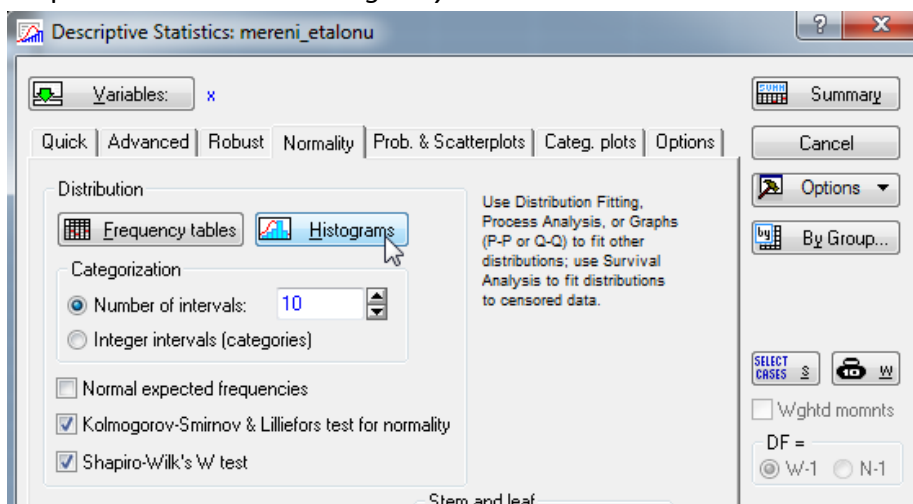 Descriptive Statistics: mereni_etalonu
?
X
Variables: x
SUMM Summary
Quick Advanced Robust Normality Prob. & Scatterplots Categ. plots Options
Cancel
Distribution
Options
Frequency tables Histograms
by By Group...
Categorization
Number of intervals: 10
Integer intervals (categories)
Use Distribution Fitting,
Process Analysis, or Graphs
(P-P or Q-Q) to fit other
distributions; use Survival
Analysis to fit distributions
to censored data.
Normal expected frequencies
Kolmogorov-Smirnov & Lilliefors test for normality
Shapiro-Wilk's W test
SELECT CASES S W
Wghtd momnts
DF =
W-1 N-1
Stem and leaf